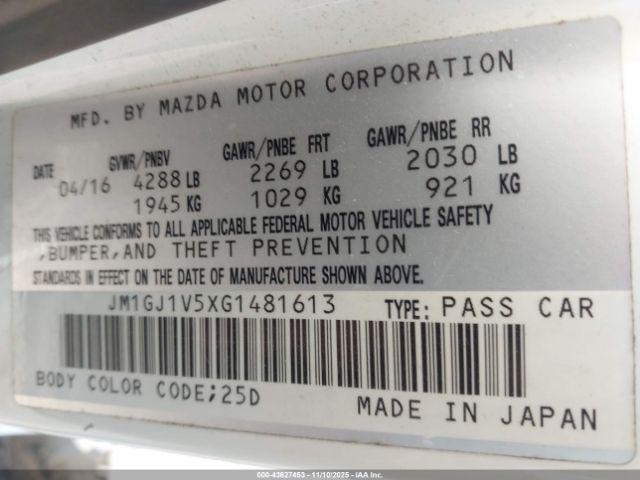 MFD. BY MAZDA MOTOR CORPORATION
DATE GVWR/PNBV GAWR/PNBE FRT GAWR/PNBE RR
04/16 4288 LB 2269 LB 2030 LB
1945 KG 1029 KG 921 KG
THIS VEHICLE CONFORMS TO ALL APPLICABLE FEDERAL MOTOR VEHICLE SAFETY
,BUMPER,AND THEFT PREVENTION
STANDARDS IN EFFECT ON THE DATE OF MANUFACTURE SHOWN ABOVE.
JM1GJ1V5XG1481613 TYPE: PASS CAR
BODY COLOR CODE;25D
MADE IN JAPAN
000-43627453 - 11/10/2025 - IAAI.COM